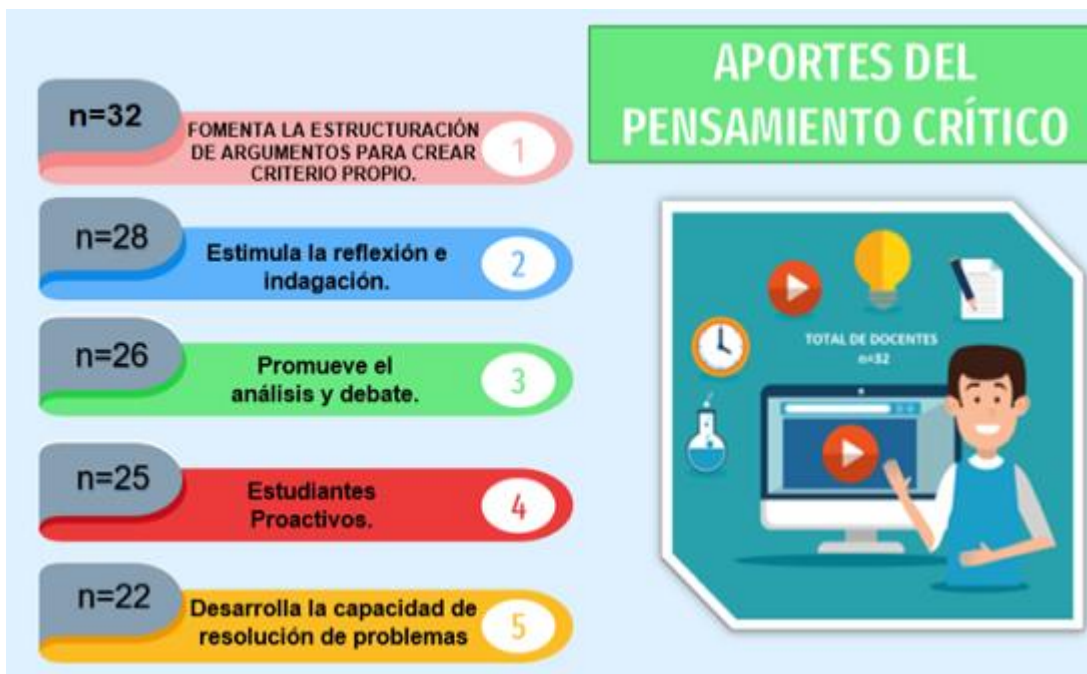 APORTES DEL
PENSAMIENTO CRÍTICO
n=32
FOMENTA LA ESTRUCTURACIÓN
DE ARGUMENTOS PARA CREAR
CRITERIO PROPIO.
1
n=28
Estimula la reflexión e
indagación.
2
n=26
Promueve el
análisis y debate.
3
n=25
Estudiantes
Proactivos.
4
n=22
Desarrolla la capacidad de
resolución de problemas
5
TOTAL DE DOCENTES
n=32